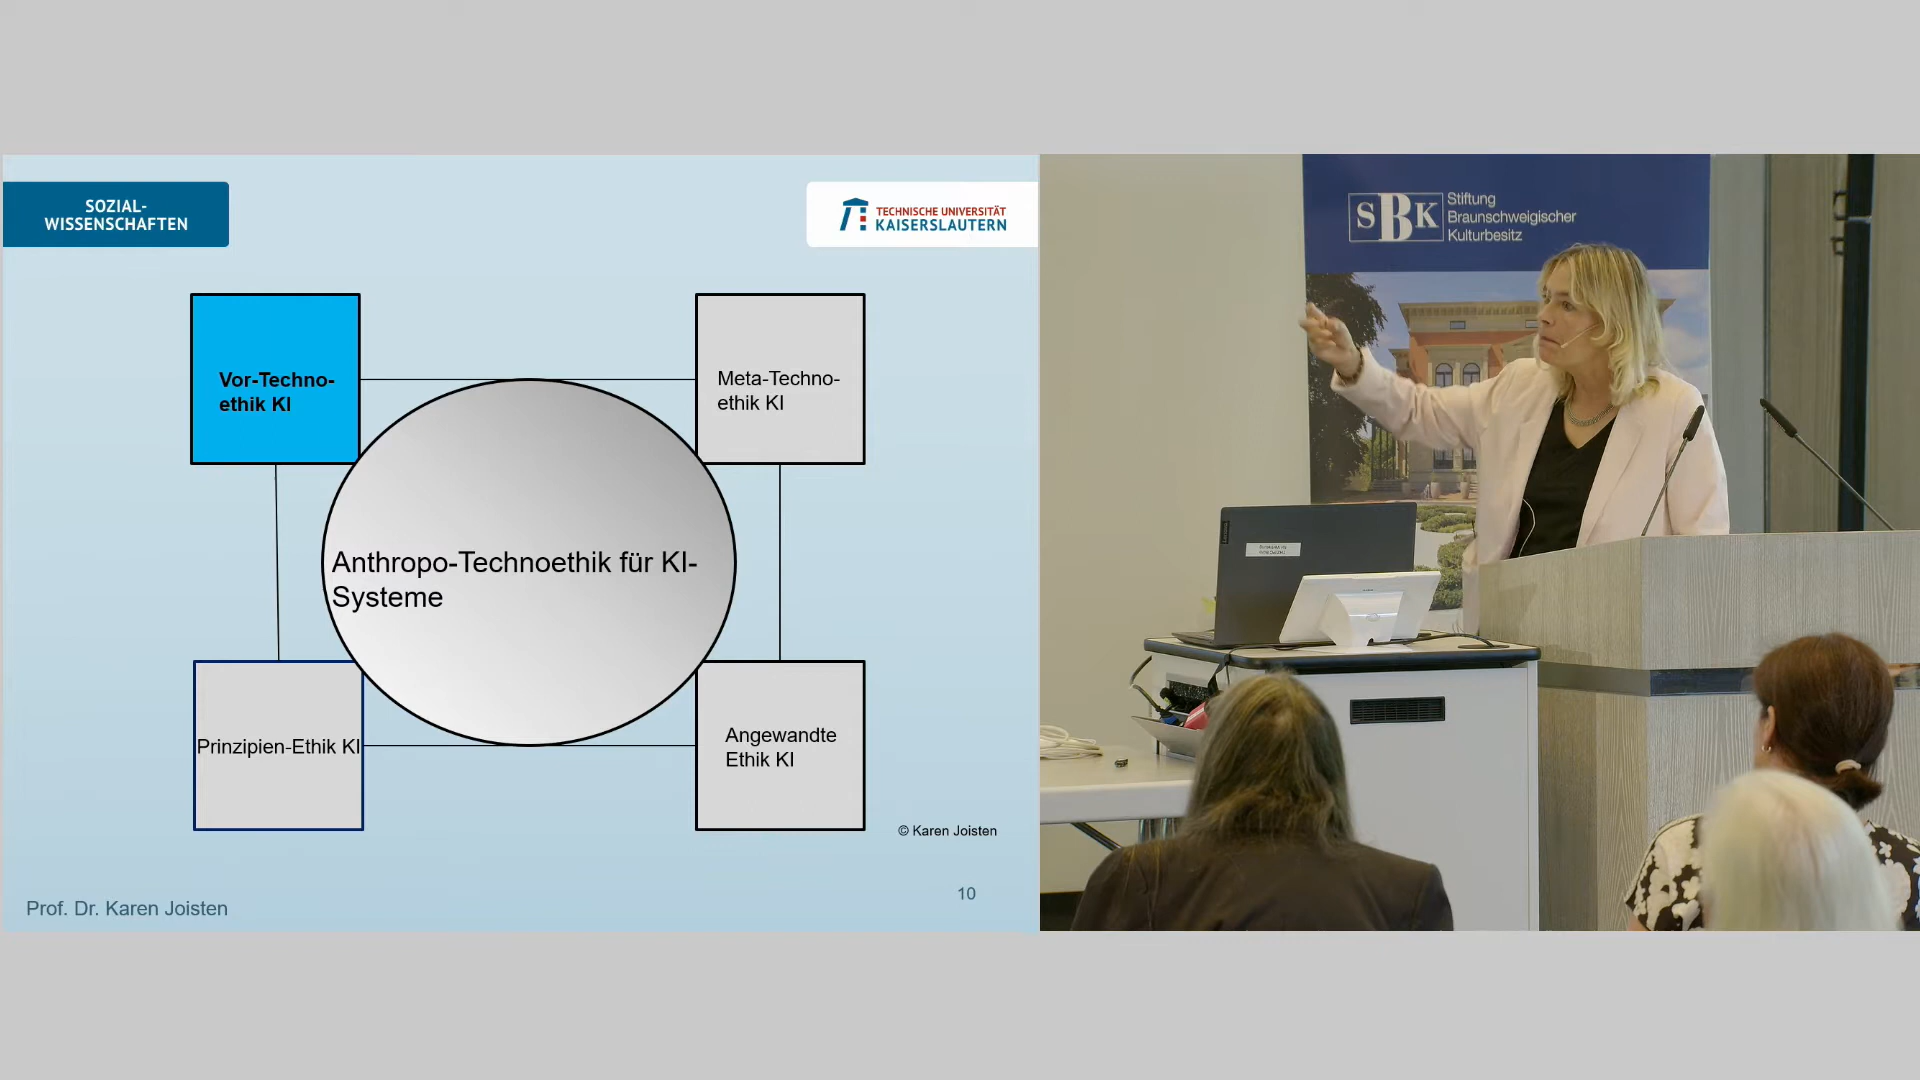 SOZIAL-
WISSENSCHAFTEN
TECHNISCHE UNIVERSITÄT
KAISERSLAUTERN
Vor-Techno-
ethik KI
Meta-Techno-
ethik KI
Anthropo-Technoethik für KI-
Systeme
Prinzipien-Ethik KI
Angewandte
Ethik KI
© Karen Joisten
Prof. Dr. Karen Joisten
10
SBK
Stiftung
Braunschweigischer
Kulturbesitz